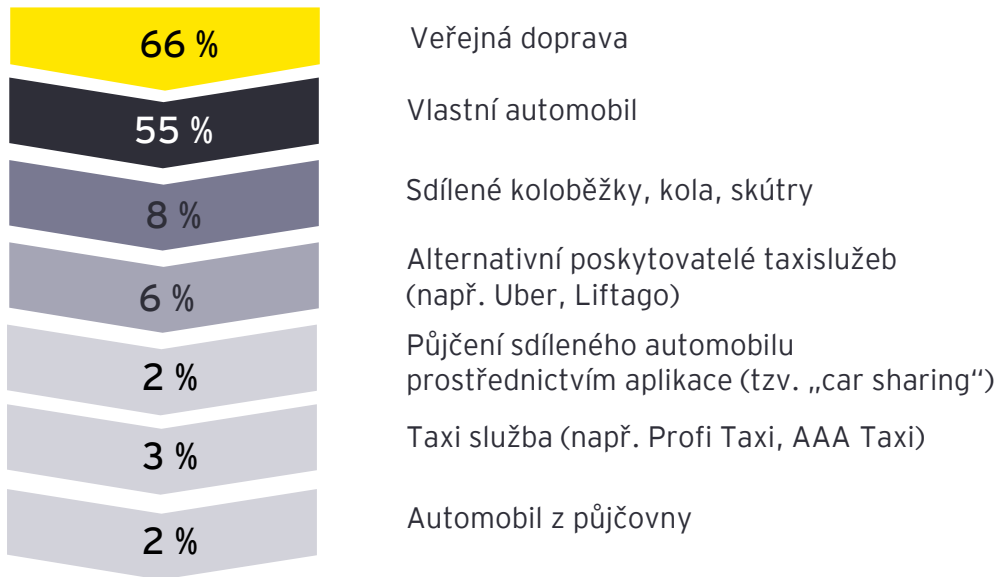 66 % Veřejná doprava
55 % Vlastní automobil
8 % Sdílené koloběžky, kola, skútry
6 % Alternativní poskytovatelé taxislužeb
(např. Uber, Liftago)
2 % Půjčení sdíleného automobilu
prostřednictvím aplikace (tzv. „car sharing“)
3 % Taxi služba (např. Profi Taxi, AAA Taxi)
2 % Automobil z půjčovny